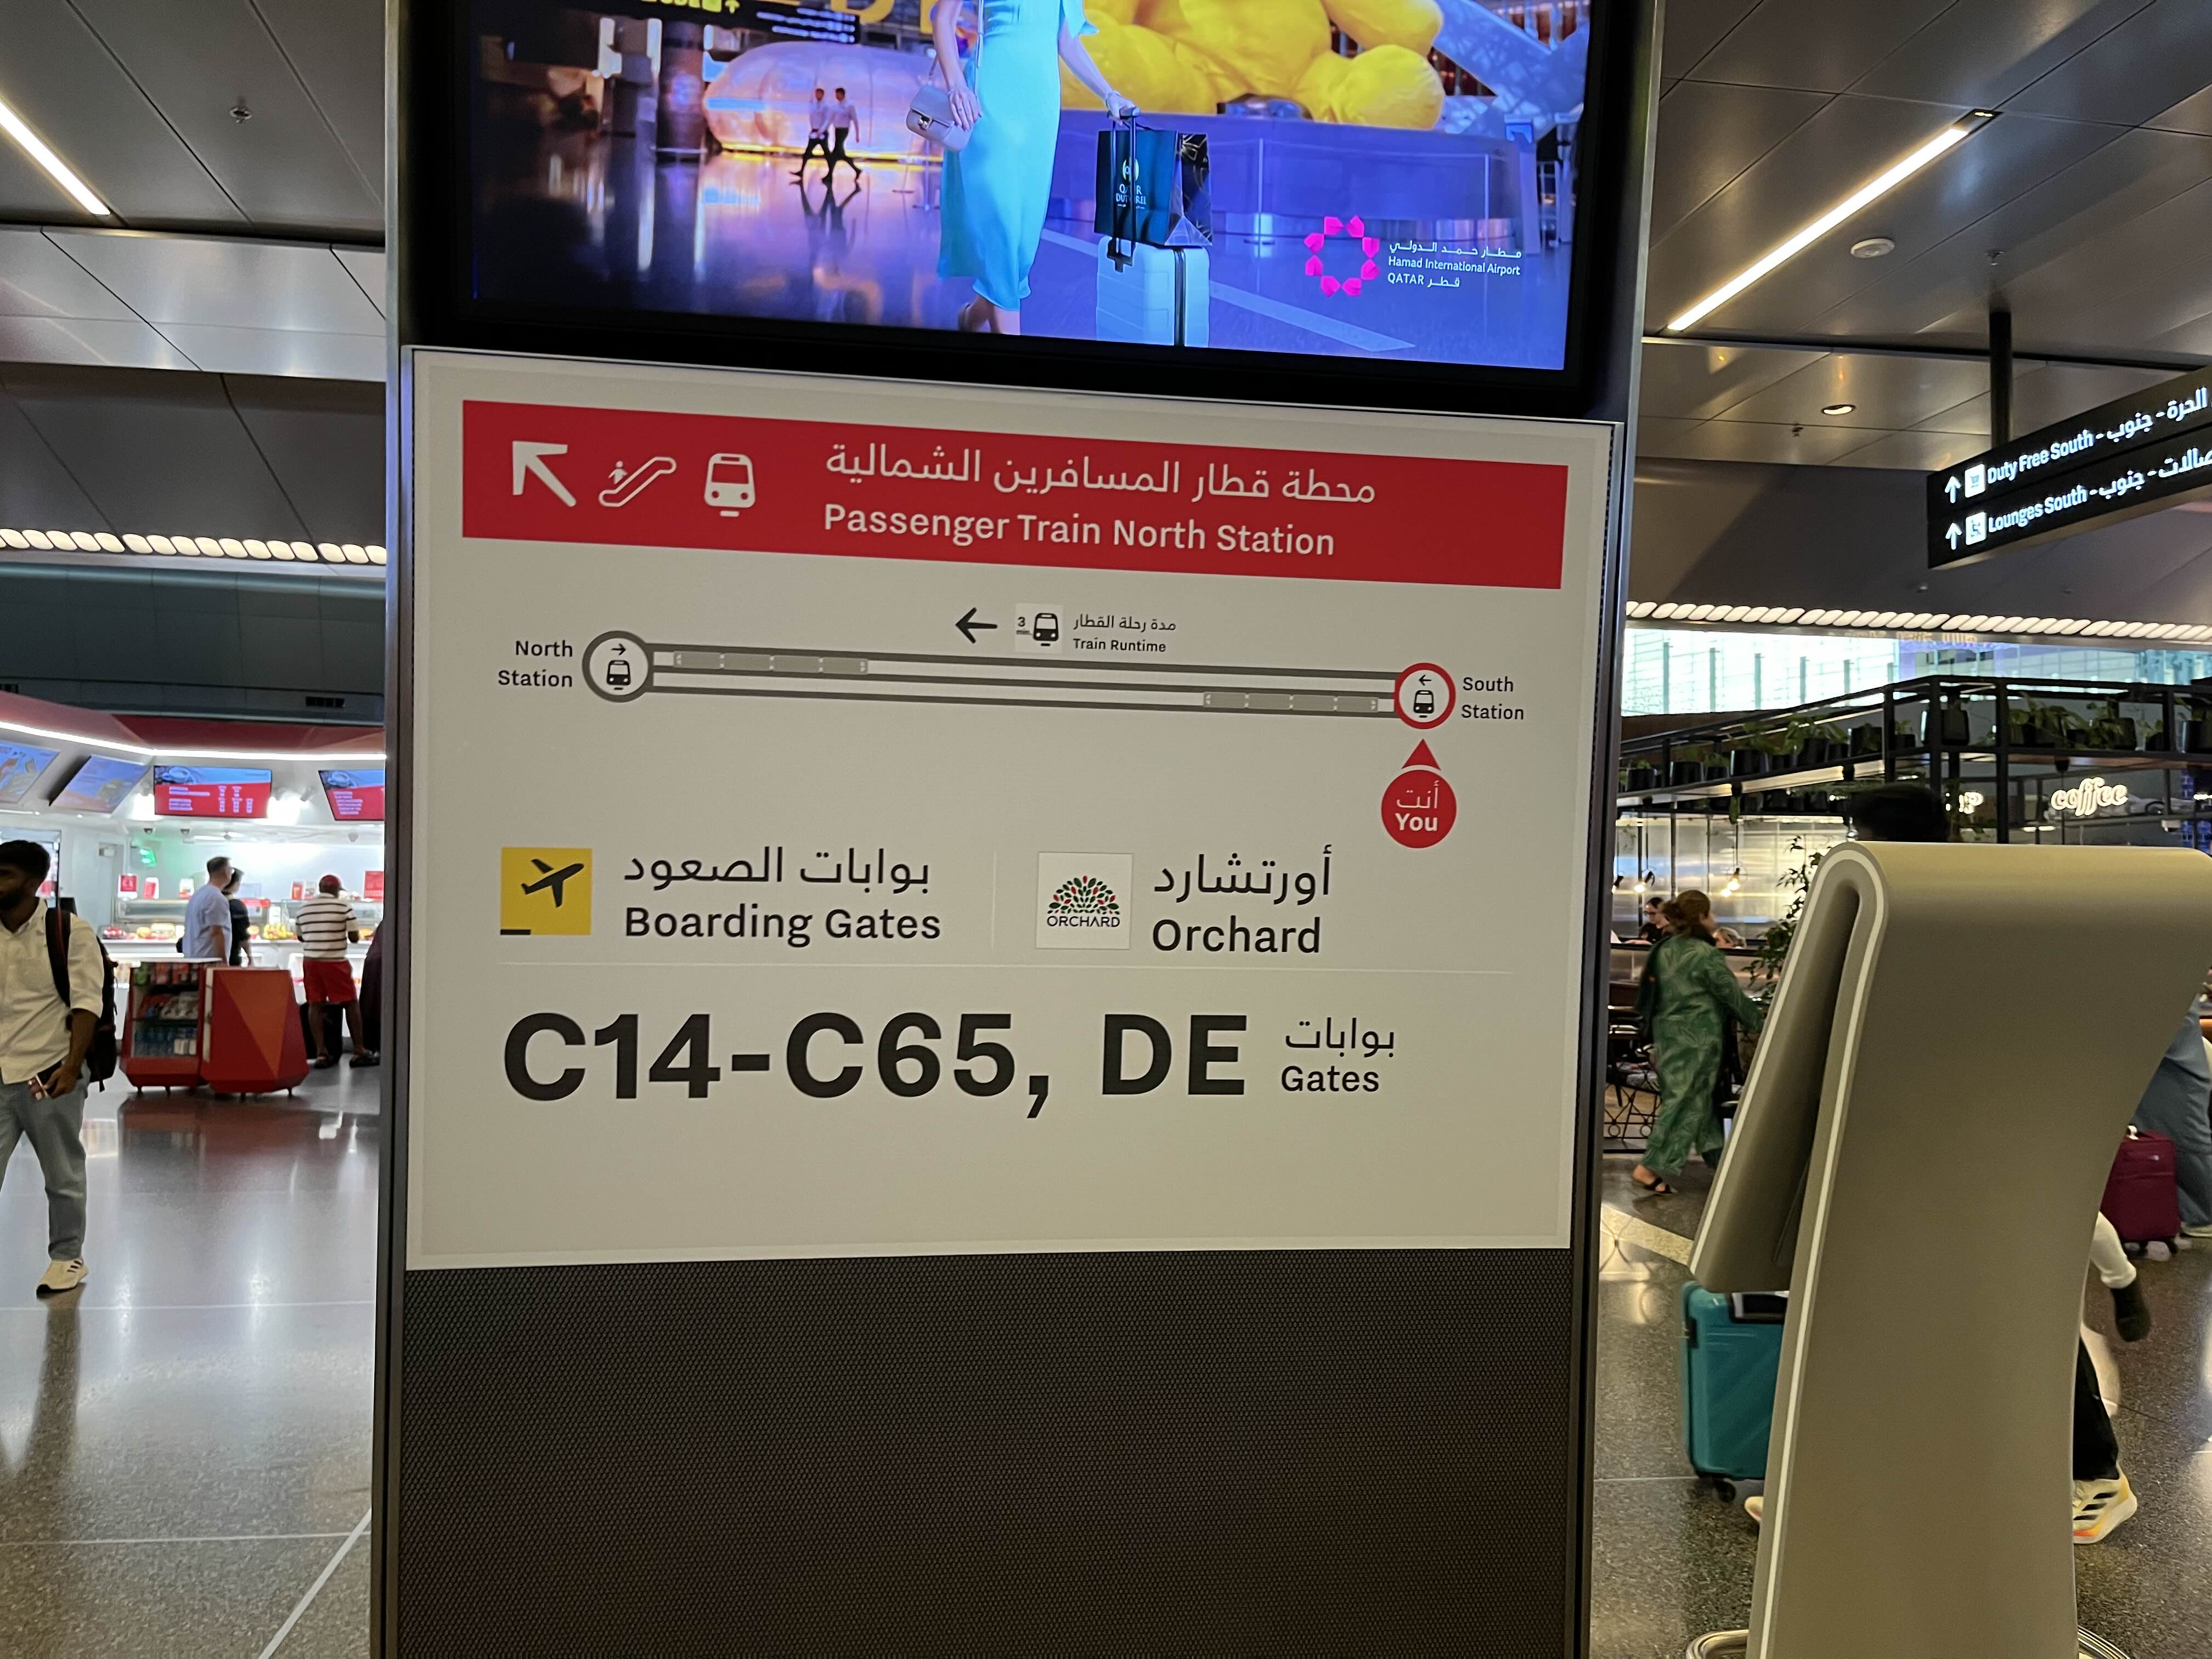 مطار حمد الدولي
Hamad International Airport
QATAR قطر
محطة قطار المسافرين الشمالية
Passenger Train North Station
3 min. مدة رحلة القطار
Train Runtime
North
Station
South
Station
أنت
You
بوابات الصعود
Boarding Gates
ORCHARD
أورتشارد
Orchard
C14-C65, DE
بوابات
Gates
Duty Free South - الحرة - جنوب
Lounges South - جنوب
coffee